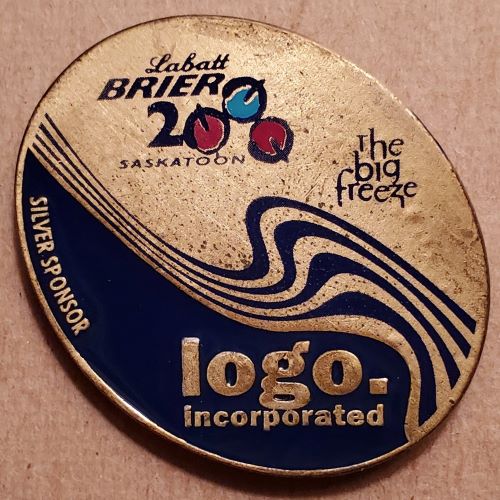 Labatt
BRIER
2000
SASKATOON
The
big
freeze
SILVER SPONSOR
logo.
incorporated